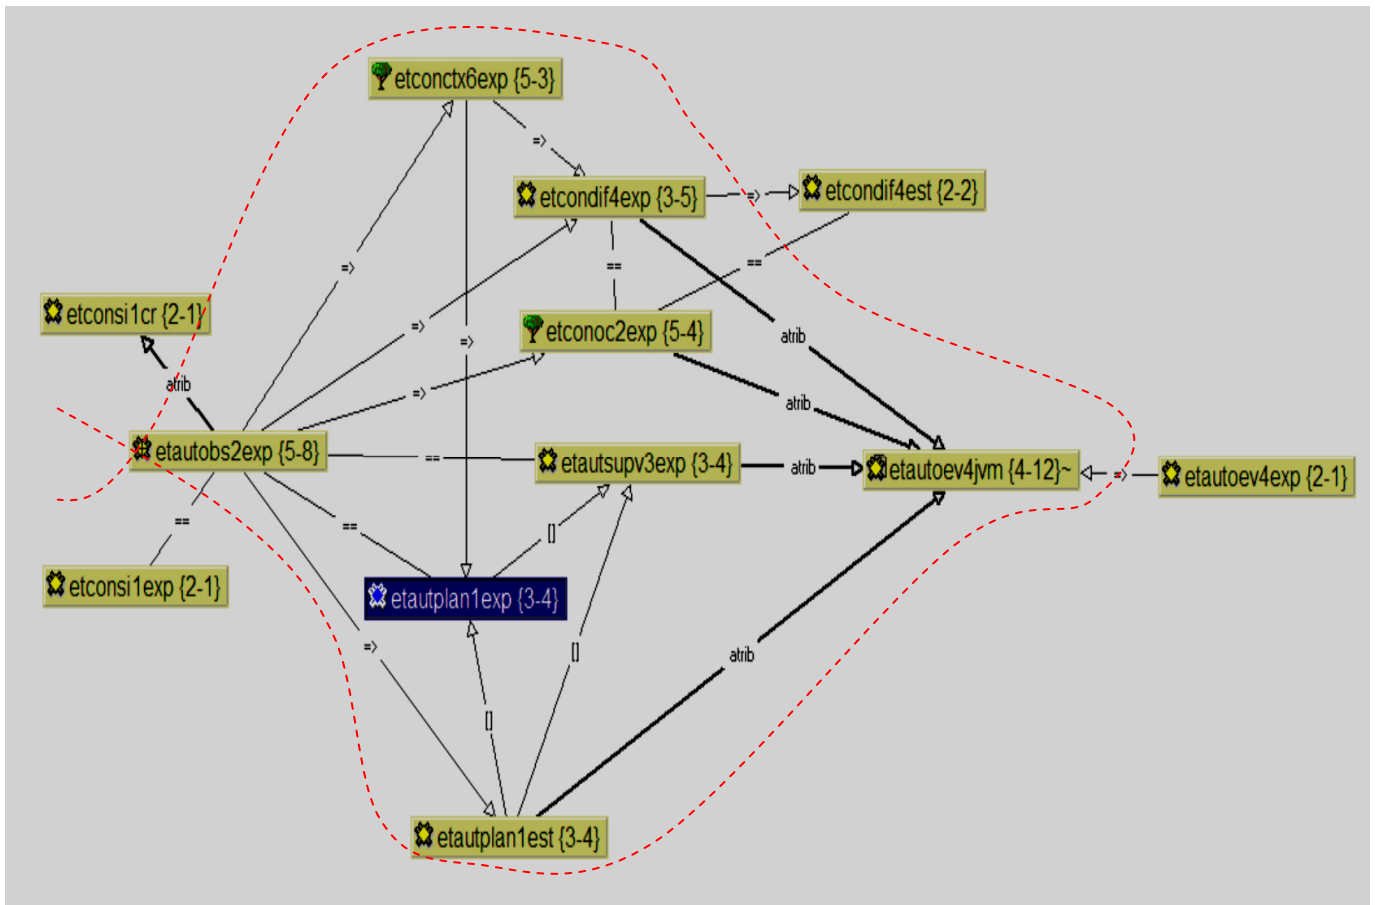 etconctx6exp {5-3}
=>
etcondif4exp {3-5}
=>
etcondif4est {2-2}
=>
==
==
etconsi1cr {2-1}
=>
etconoc2exp {5-4}
=>
atrib
atrib
=>
atrib
etautobs2exp {5-8}
==
etautsupv3exp {3-4}
atrib
etautoev4jvm {4-12}~
=>
etautoev4exp {2-1}
==
==
[]
etconsi1exp {2-1}
etautplan1exp {3-4}
=>
[]
atrib
[]
etautplan1est {3-4}